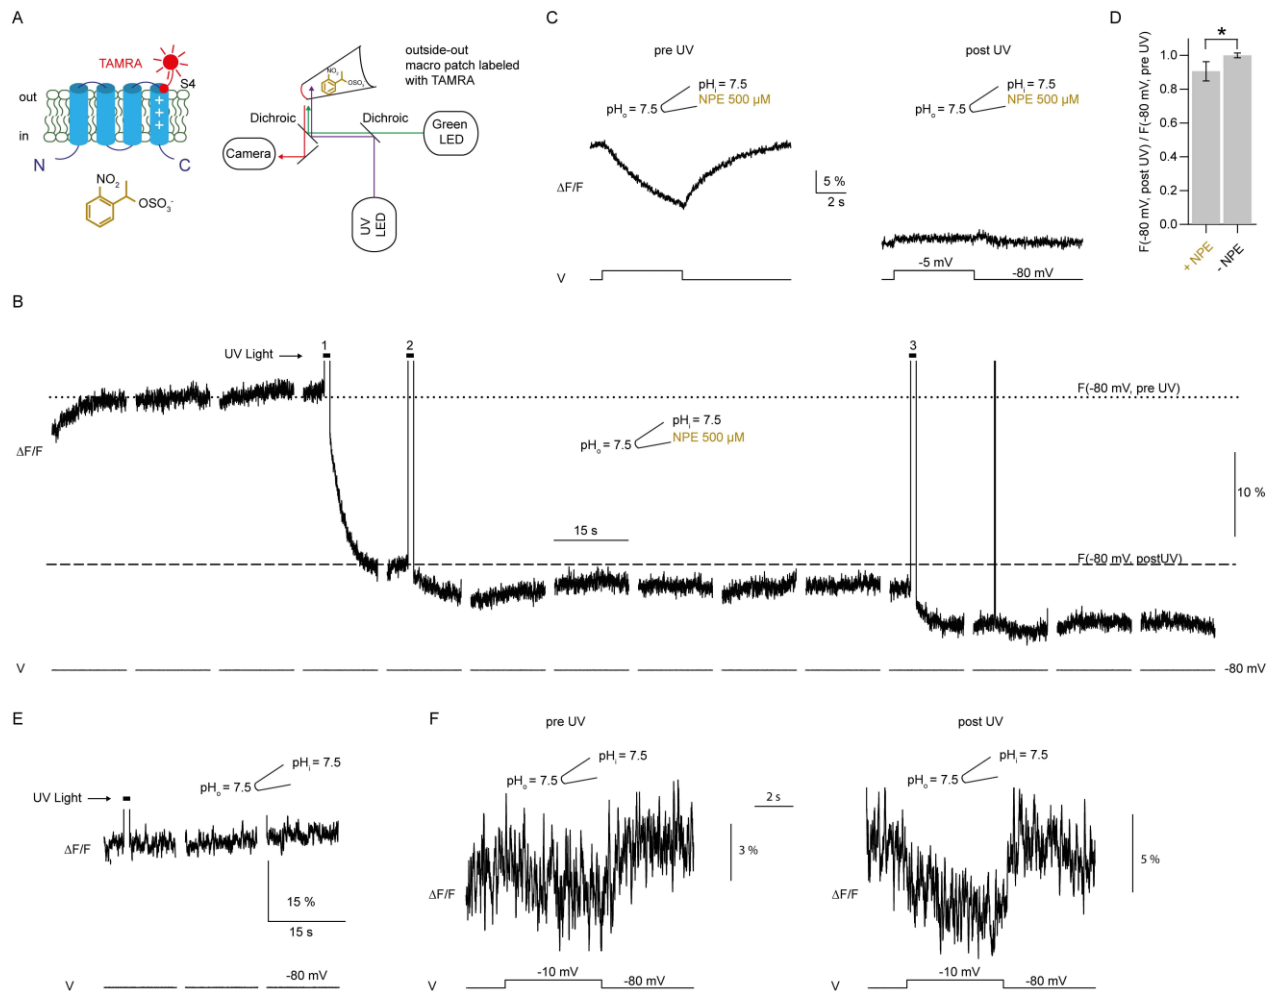 A
TAMRA
S4
out
in
+
+
+
N
C
NO2
OSO3-
outside-out
macro patch labeled
with TAMRA
NO2
OSO3-
Dichroic
Dichroic
Green
LED
Camera
UV
LED
C
pre UV
pHi = 7.5
NPE 500 µM
pHo = 7.5
ΔF/F
5 %
2 s
V
post UV
pHi = 7.5
NPE 500 µM
pHo = 7.5
-5 mV
-80 mV
D
F(-80 mV, post UV) / F(-80 mV, pre UV)
*
1.0
0.8
0.6
0.4
0.2
0.0
+ NPE
- NPE
B
UV Light
1
2
3
F(-80 mV, pre UV)
pHi = 7.5
NPE 500 µM
pHo = 7.5
ΔF/F
10 %
15 s
F(-80 mV, postUV)
V
-80 mV
E
pHi = 7.5
pHo = 7.5
UV Light
ΔF/F
15 %
15 s
-80 mV
V
F
pre UV
pHi = 7.5
pHo = 7.5
2 s
3 %
ΔF/F
-10 mV
-80 mV
V
post UV
pHi = 7.5
pHo = 7.5
5 %
ΔF/F
-10 mV
-80 mV
V